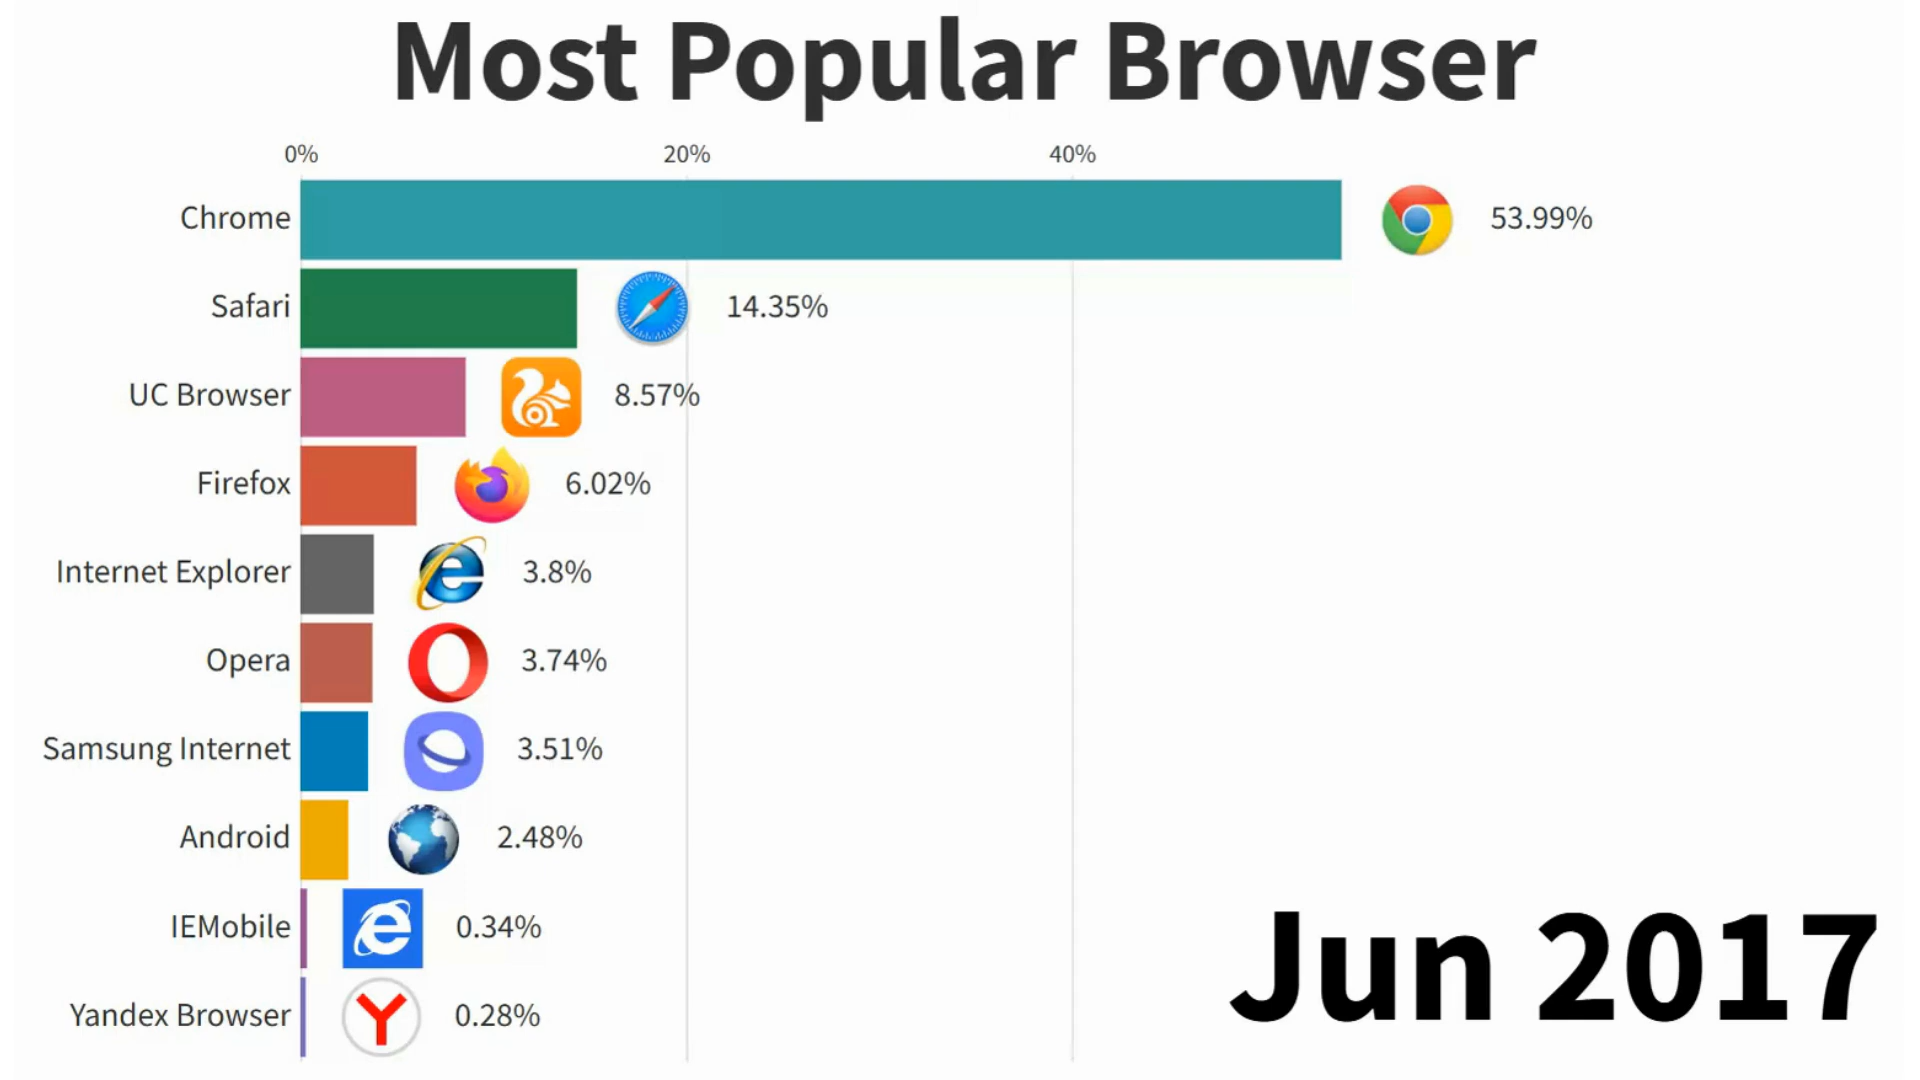 Most Popular Browser
0% 20% 40%
Chrome 53.99%
Safari 14.35%
UC Browser 8.57%
Firefox 6.02%
Internet Explorer 3.8%
Opera 3.74%
Samsung Internet 3.51%
Android 2.48%
IEMobile 0.34%
Yandex Browser 0.28%
Jun 2017